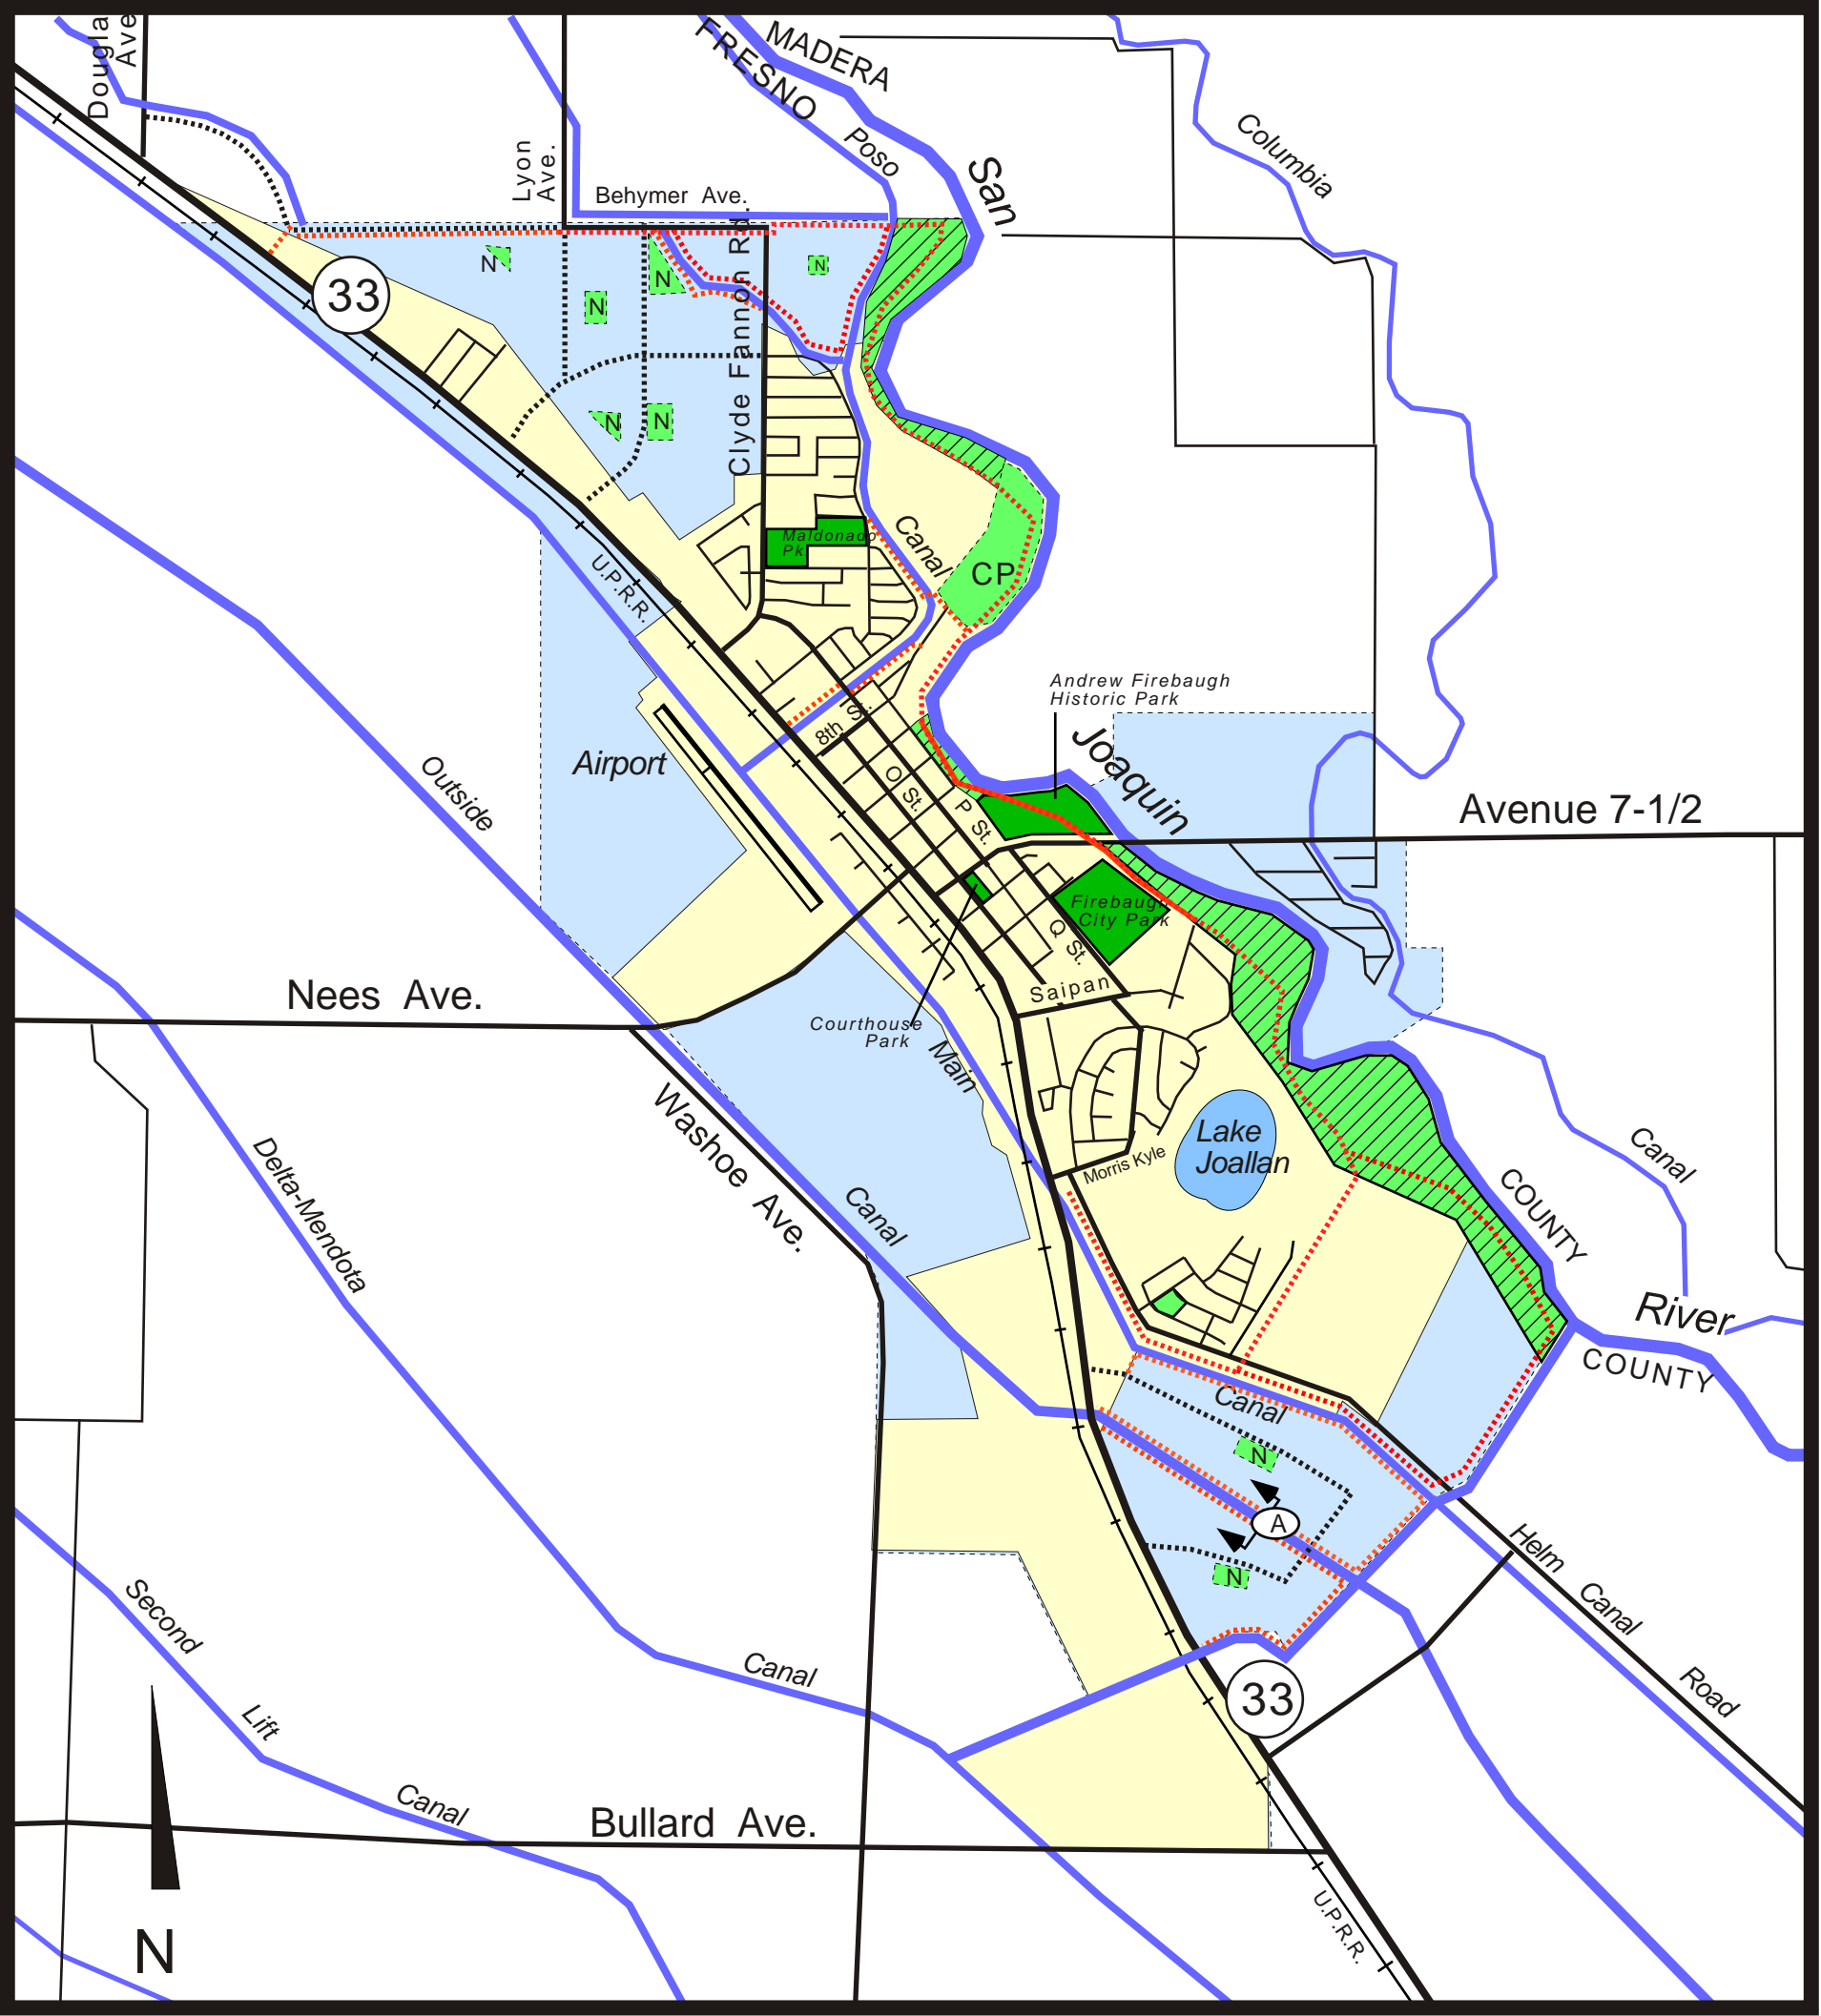 Dougla
Ave
MADERA
FRESNO
Poso
San
Columbia
Lyon
Ave.
Behymer Ave.
Clyde Fannon Rd.
N
N
N
N
N
N
33
Maldonado
Pk.
Canal
CP
U.P.R.R.
Andrew Firebaugh
Historic Park
Joaquin
Airport
Outside
8th
St.
O St.
P St.
Avenue 7-1/2
Firebaugh
City Park
Q St.
Saipan
Nees Ave.
Courthouse
Park
Main
Washoe Ave.
Canal
Delta-Mendota
Morris Kyle
Lake
Joallan
Canal
COUNTY
River
COUNTY
Canal
N
A
N
Helm
Canal
Road
Second
Lift
Canal
Canal
33
Bullard Ave.
U.P.R.R.
N